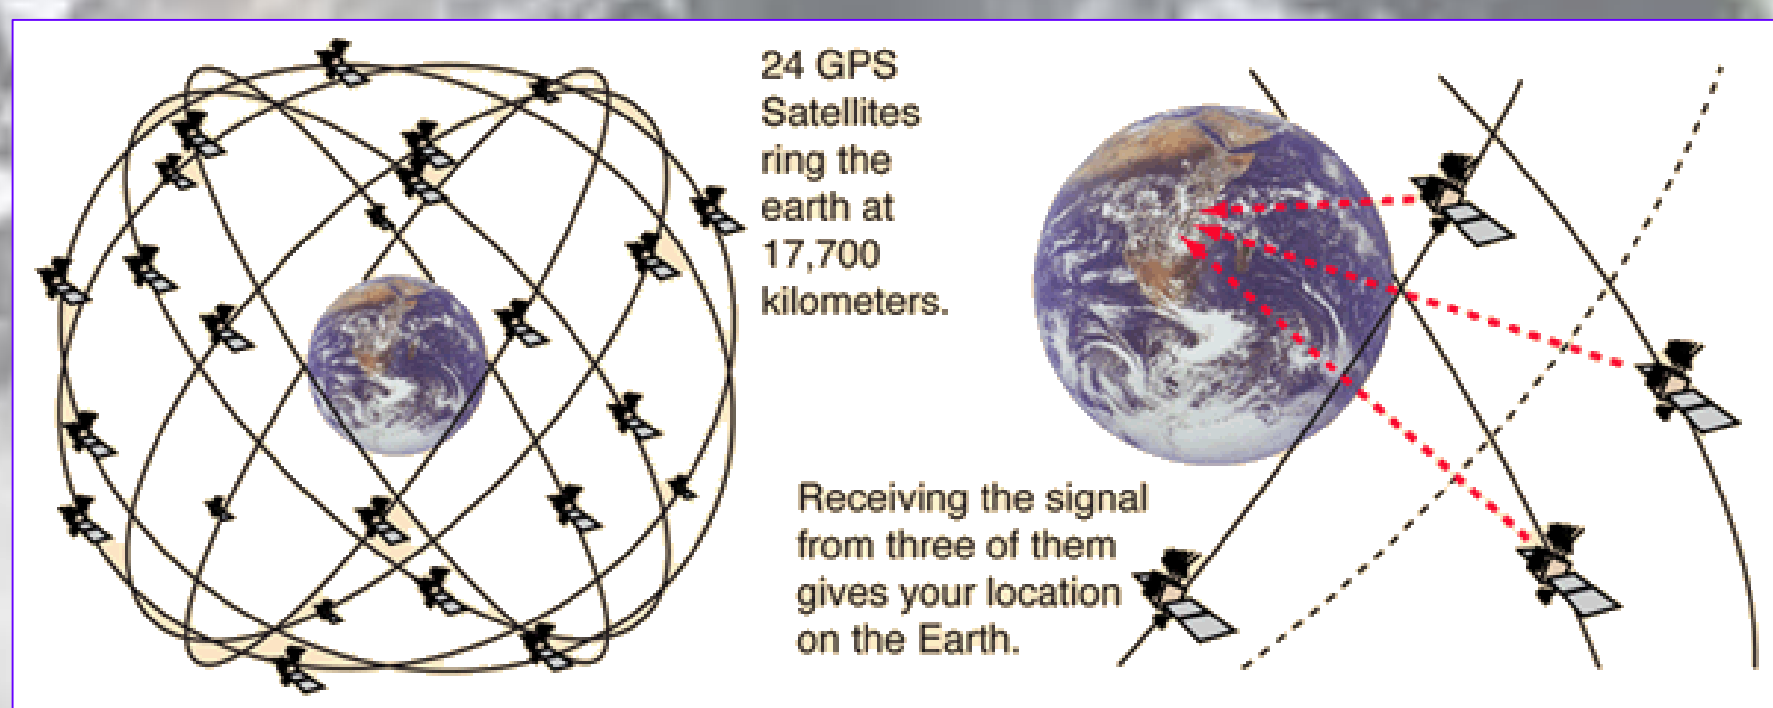 24 GPS
Satellites
ring the
earth at
17,700
kilometers.
Receiving the signal
from three of them
gives your location
on the Earth.